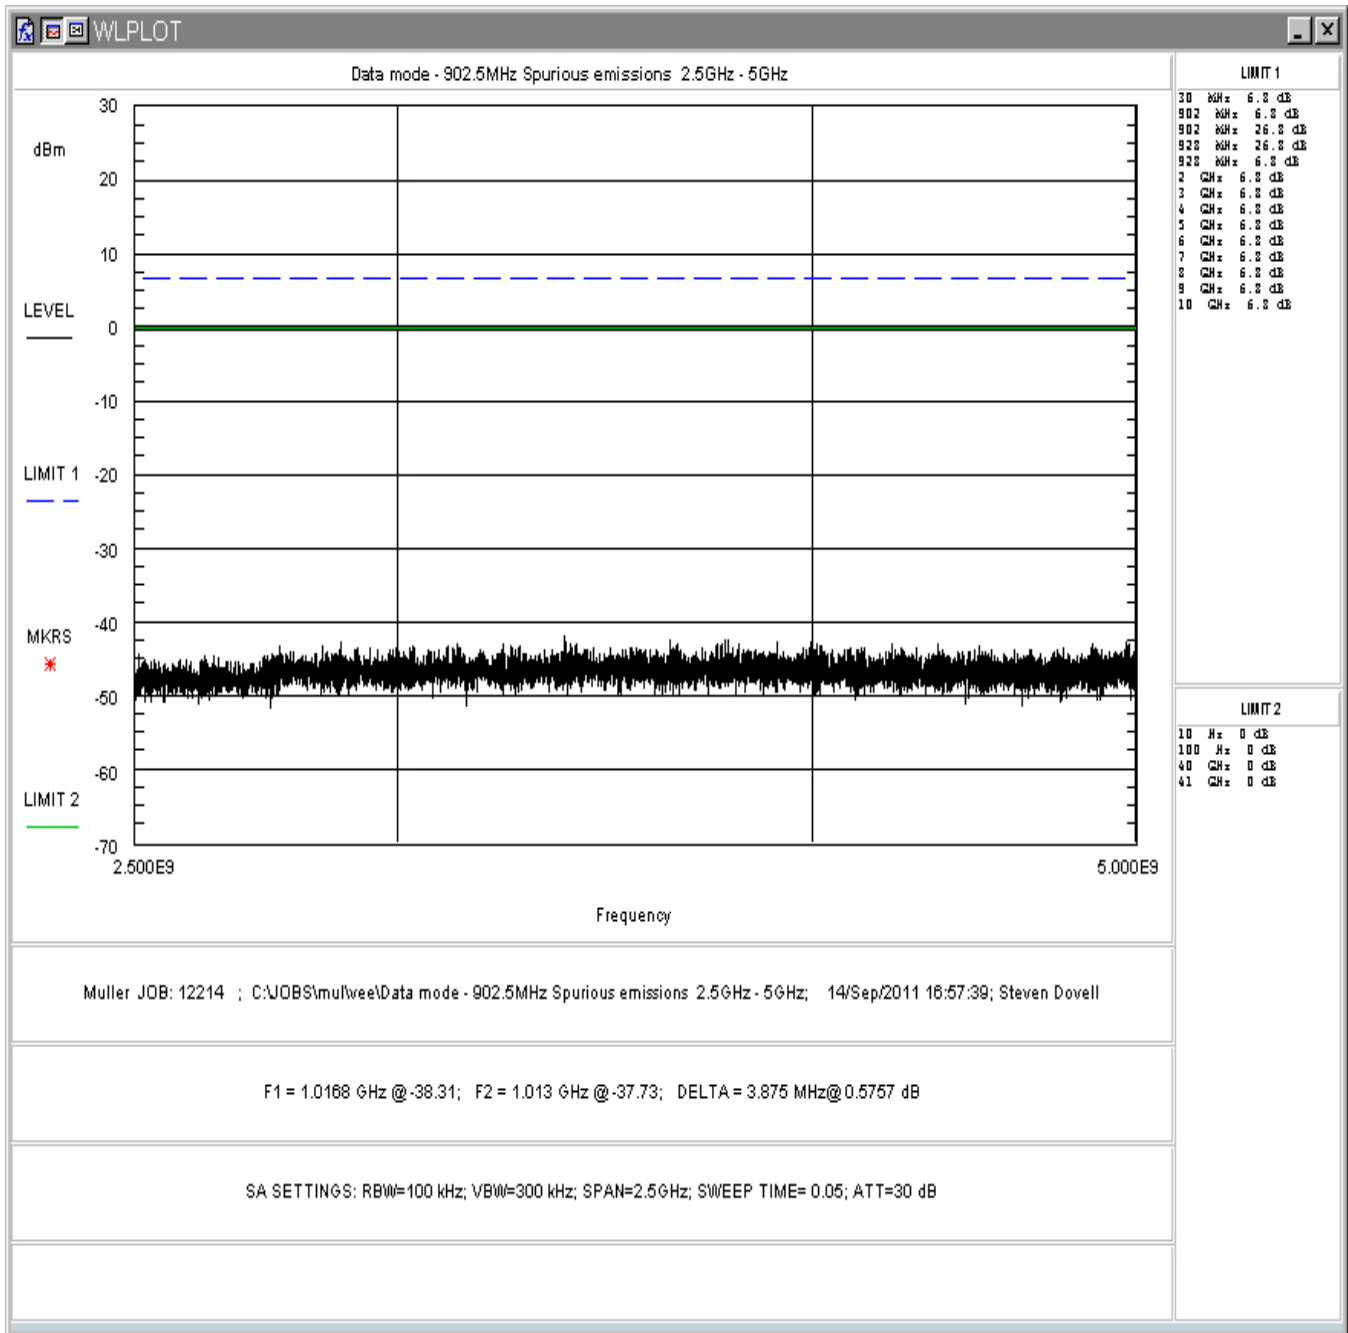 WLPLOT
Data mode - 902.5MHz Spurious emissions 2.5GHz - 5GHz
30
dBm
20
10
LEVEL
0
-10
LIMIT 1
-20
-30
MKRS
-40
-50
-60
LIMIT 2
-70
2.500E9
5.000E9
Frequency
LIMIT 1
30 MHz 6.8 dB
902 MHz 6.8 dB
902 MHz 26.8 dB
928 MHz 26.8 dB
928 MHz 6.8 dB
2 GHz 6.8 dB
3 GHz 6.8 dB
4 GHz 6.8 dB
5 GHz 6.8 dB
6 GHz 6.8 dB
7 GHz 6.8 dB
8 GHz 6.8 dB
9 GHz 6.8 dB
10 GHz 6.8 dB
LIMIT 2
10 Hz 0 dB
100 Hz 0 dB
40 GHz 0 dB
41 GHz 0 dB
Muller JOB: 12214 ; C:\JOBS\mul\vee\Data mode - 902.5MHz Spurious emissions 2.5GHz - 5GHz; 14/Sep/2011 16:57:39; Steven Dovell
F1 = 1.0168 GHz @ -38.31; F2 = 1.013 GHz @ -37.73; DELTA = 3.875 MHz@ 0.5757 dB
SA SETTINGS: RBW=100 kHz; VBW=300 kHz; SPAN=2.5GHz; SWEEP TIME= 0.05; ATT=30 dB